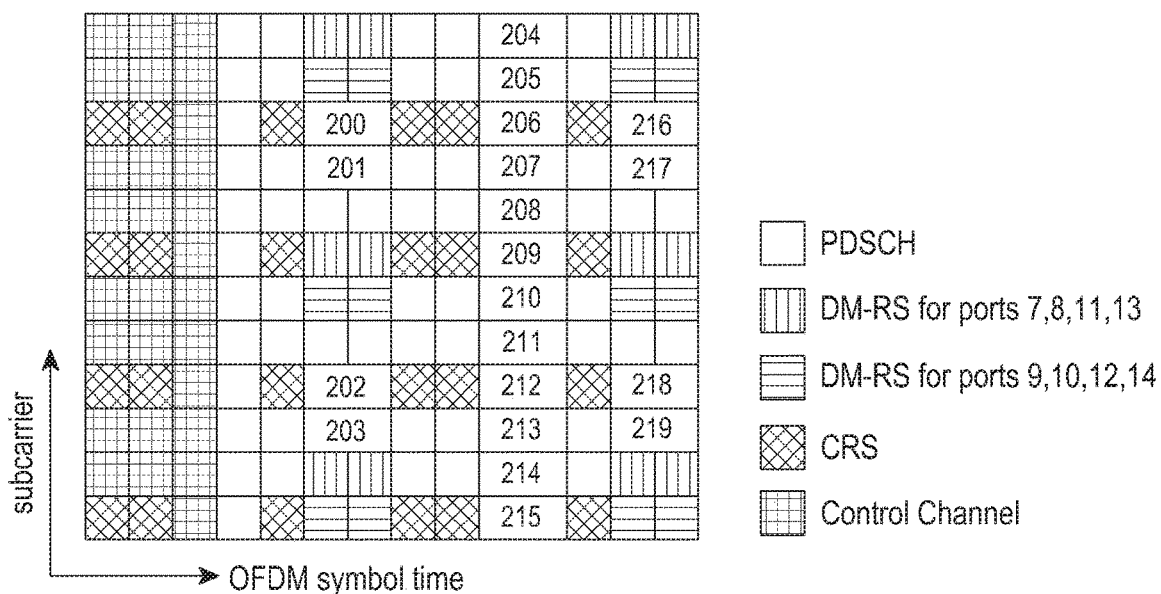 204
205
200 206 216
201 207 217
208
209
210
211
202 212 218
203 213 219
214
215
subcarrier
OFDM symbol time
PDSCH
DM-RS for ports 7,8,11,13
DM-RS for ports 9,10,12,14
CRS
Control Channel